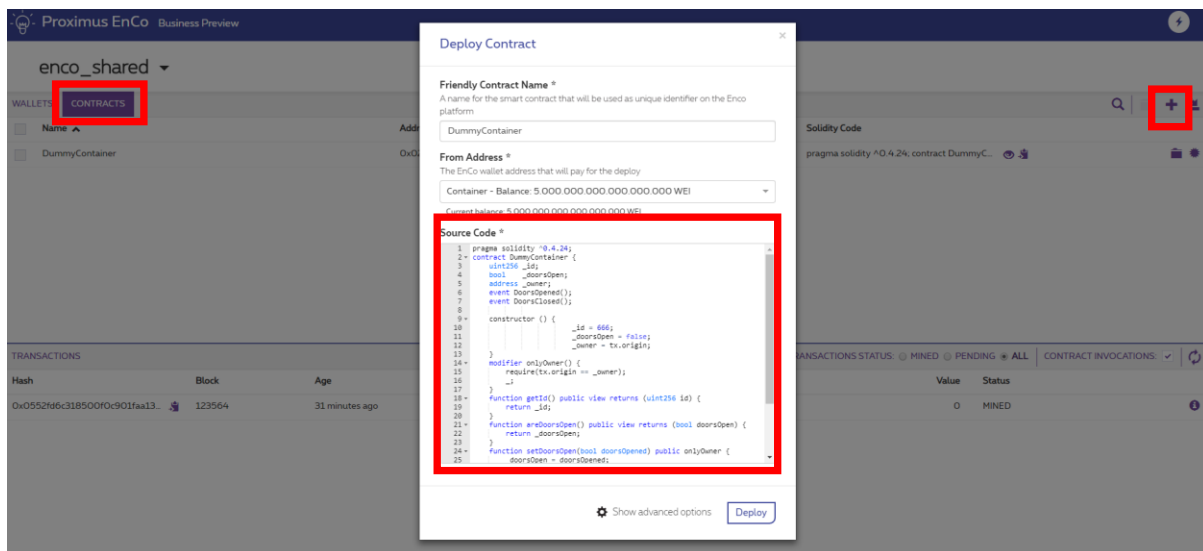 Proximus EnCo Business Preview
enco_shared
WALLETS CONTRACTS
Name
Solidity Code
DummyContainer
pragma solidity ^0.4.24; contract DummyC...
Deploy Contract
×
Friendly Contract Name *
A name for the smart contract that will be used as unique identifier on the Enco
platform
DummyContainer
From Address *
The EnCo wallet address that will pay for the deploy
Container - Balance: 5.000.000.000.000.000.000 WEI
Current balance: 5.000.000.000.000.000.000 WEI
Source Code *
1 pragma solidity ^0.4.24;
2 contract DummyContainer {
3 uint256 _id;
4 bool _doorsOpen;
5 address _owner;
6 event DoorsOpened();
7 event DoorsClosed();
8
9 constructor () {
10 _id = 666;
11 _doorsOpen = false;
12 _owner = tx.origin;
13 }
14 modifier onlyOwner() {
15 require(tx.origin == _owner);
16 _;
17 }
18 function getId() public view returns (uint256 id) {
19 return _id;
20 }
21 function areDoorsOpen() public view returns (bool doorsOpen) {
22 return _doorsOpen;
23 }
24 function setDoorsOpen(bool doorsOpened) public onlyOwner {
25 _doorsOpen = doorsOpened;
Show advanced options Deploy
TRANSACTIONS
TRANSACTIONS STATUS: MINED PENDING ALL CONTRACT INVOCATIONS:
Hash Block Age Value Status
0x0552fd6c318500f0c901faa13... 123564 31 minutes ago 0 MINED